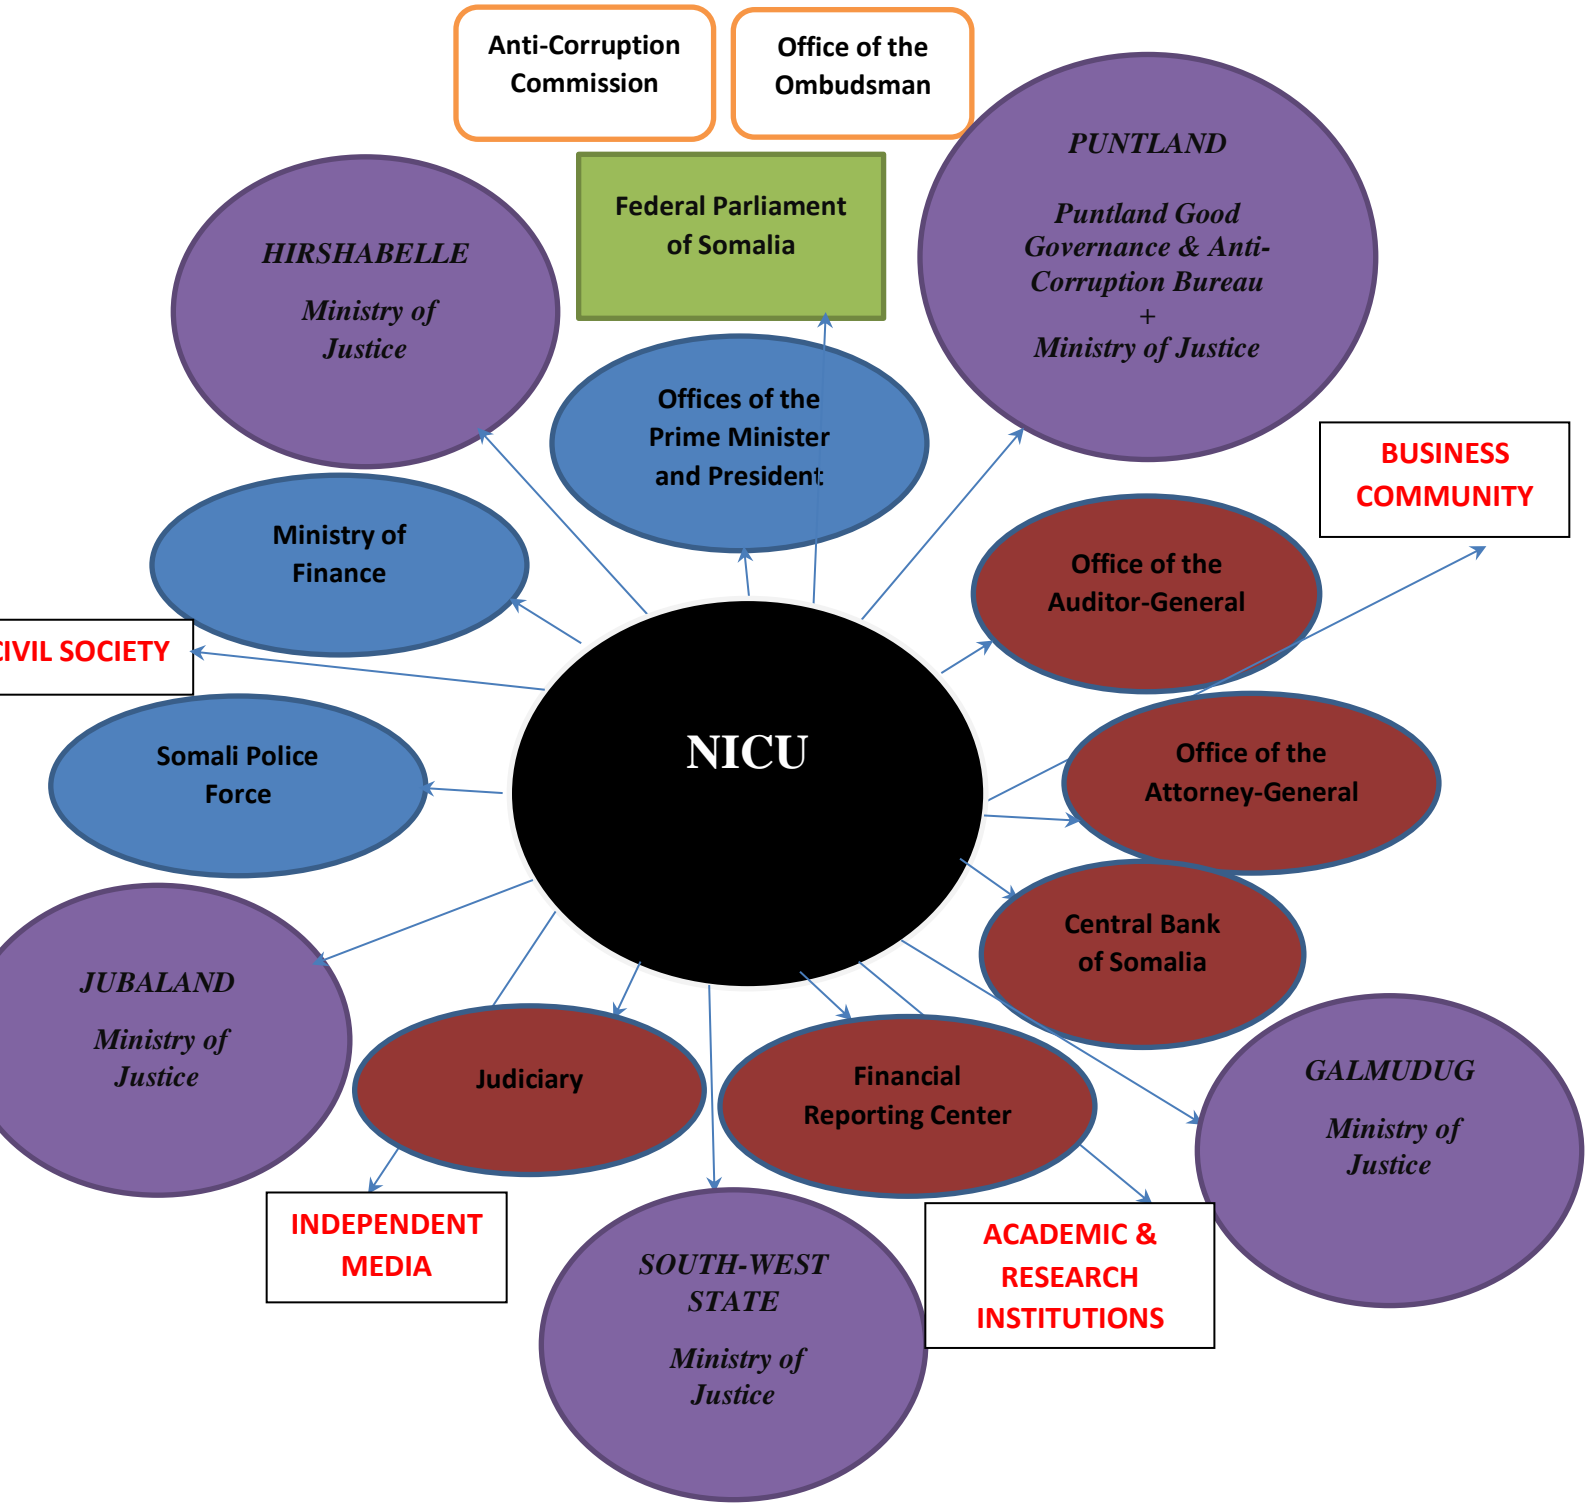 Anti-Corruption
Commission
Office of the
Ombudsman
PUNTLAND
Puntland Good
Governance & Anti-
Corruption Bureau
+
Ministry of Justice
Federal Parliament
of Somalia
HIRSHABELLE
Ministry of
Justice
Offices of the
Prime Minister
and President
BUSINESS
COMMUNITY
Ministry of
Finance
Office of the
Auditor-General
CIVIL SOCIETY
NICU
Somali Police
Force
Office of the
Attorney-General
Central Bank
of Somalia
JUBALAND
Ministry of
Justice
Judiciary
Financial
Reporting Center
GALMUDUG
Ministry of
Justice
INDEPENDENT
MEDIA
SOUTH-WEST
STATE
Ministry of
Justice
ACADEMIC &
RESEARCH
INSTITUTIONS